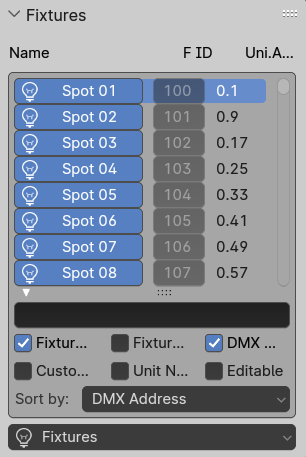 Fixtures
Name F ID Uni.A...
Spot 01 100 0.1
Spot 02 101 0.9
Spot 03 102 0.17
Spot 04 103 0.25
Spot 05 104 0.33
Spot 06 105 0.41
Spot 07 106 0.49
Spot 08 107 0.57
Fixtur... Fixtur... DMX ...
Custo... Unit N... Editable
Sort by: DMX Address
Fixtures